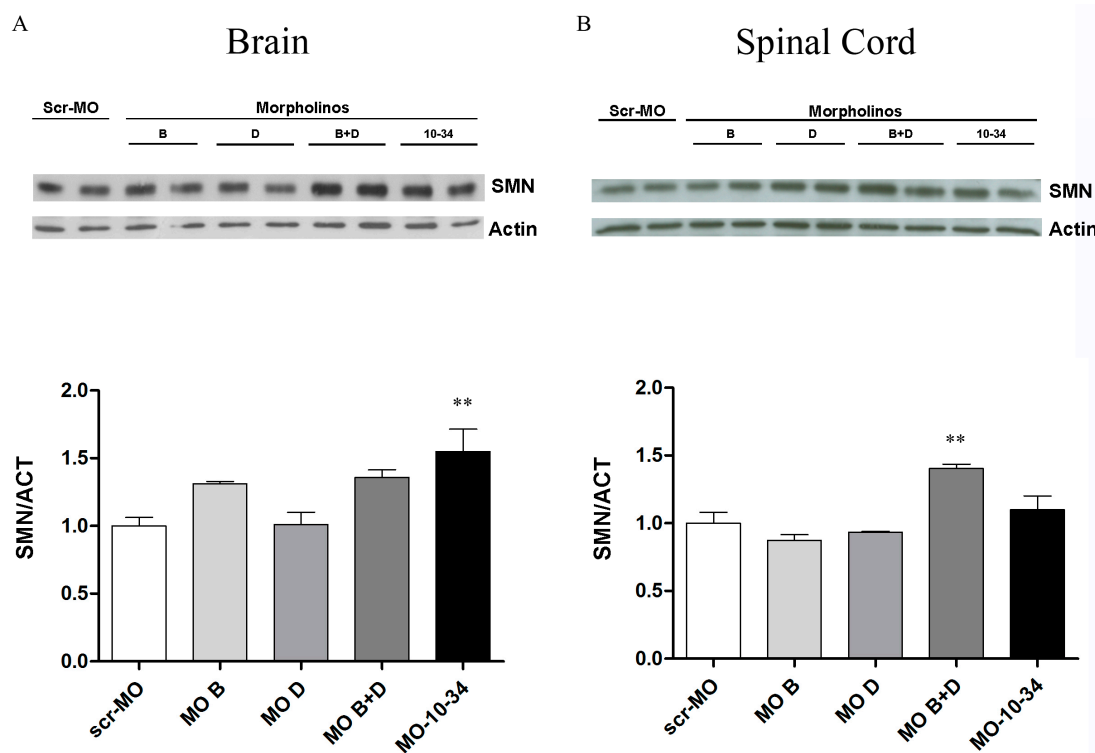 A
Brain
Scr-MO Morpholinos
B D B+D 10-34
SMN
Actin
2.0
1.5
1.0
0.5
0.0
SMN/ACT
**
scr-MO
MO B
MO D
MO B+D
MO-10-34
B
Spinal Cord
Scr-MO Morpholinos
B D B+D 10-34
SMN
Actin
2.0
1.5
1.0
0.5
0.0
SMN/ACT
**
scr-MO
MO B
MO D
MO B+D
MO-10-34